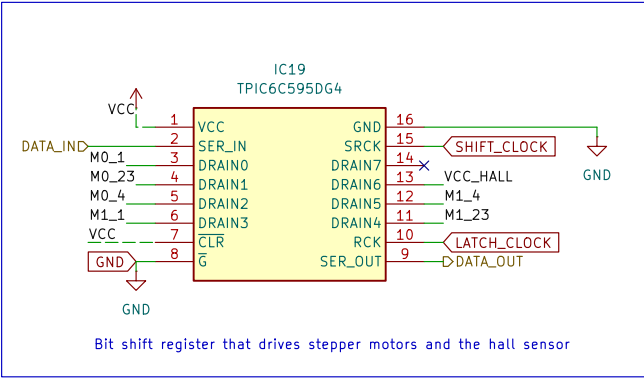 IC19
TPIC6C595DG4
VCC
1 VCC GND 16
DATA_IN 2 SER_IN SRCK 15 SHIFT_CLOCK
M0_1 3 DRAIN0 DRAIN7 14
M0_23 4 DRAIN1 DRAIN6 13 VCC_HALL
M0_4 5 DRAIN2 DRAIN5 12 M1_4
M1_1 6 DRAIN3 DRAIN4 11 M1_23
VCC 7 CLR RCK 10 LATCH_CLOCK
GND 8 G SER_OUT 9 DATA_OUT
GND
GND
Bit shift register that drives stepper motors and the hall sensor